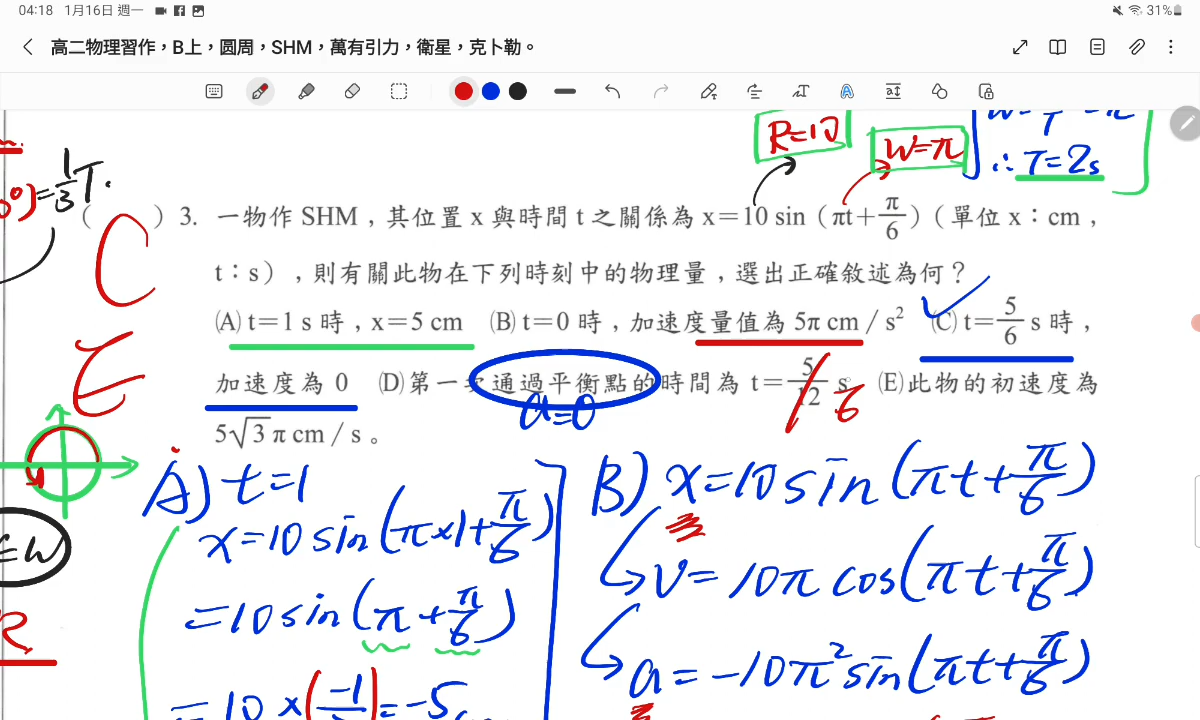 04:18 1月16日 週一 31%
高二物理習作，B上，圓周，SHM，萬有引力，衛星，克卜勒。
R=10
W=π
∴ T=2s
=1/3 T.
C
E
( ) 3. 一物作 SHM，其位置 x 與時間 t 之關係為 x＝10 sin（πt＋π/6）（單位 x：cm，
t：s），則有關此物在下列時刻中的物理量，選出正確敘述為何？
(A) t＝1 s 時，x＝5 cm (B) t＝0 時，加速度量值為 5π cm／s² (C) t＝5/6 s 時，
加速度為 0 (D)第一次通過平衡點的時間為 t＝5/12 s (E)此物的初速度為
a=0
6
5√3 π cm／s。
A) t=1
x=10 sin(π×1+π/6)
=10 sin(π+π/6)
=10×(-1/
=-5
B) x=10 sin(πt+π/6)
v=10π cos(πt+π/6)
a=-10π² sin(πt+π/6)
W
R